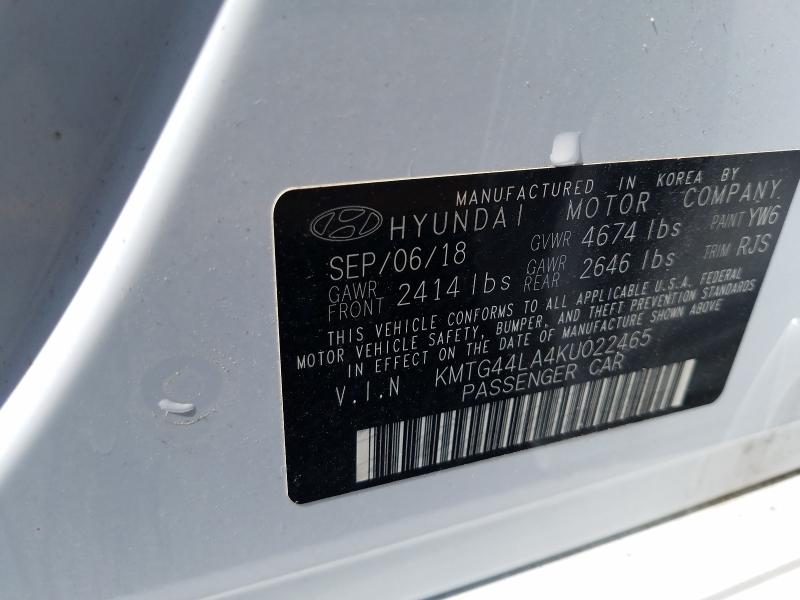 MANUFACTURED IN KOREA BY
HYUNDAI MOTOR COMPANY
SEP/06/18 GVWR 4674 lbs PAINT YW6
GAWR FRONT 2414 lbs GAWR REAR 2646 lbs TRIM RJS
THIS VEHICLE CONFORMS TO ALL APPLICABLE U.S.A. FEDERAL
MOTOR VEHICLE SAFETY, BUMPER, AND THEFT PREVENTION STANDARDS
IN EFFECT ON THE DATE OF MANUFACTURE SHOWN ABOVE
V.I.N KMTG44LA4KU022465
PASSENGER CAR